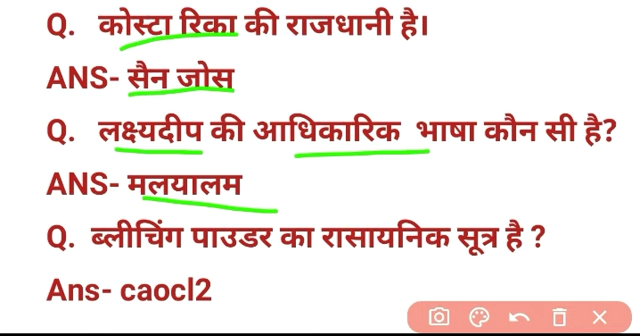 Q. कोस्टा रिका की राजधानी है।
ANS- सैन जोस
Q. लक्ष्यदीप की आधिकारिक भाषा कौन सी है?
ANS- मलयालम
Q. ब्लीचिंग पाउडर का रासायनिक सूत्र है ?
Ans- caocl2